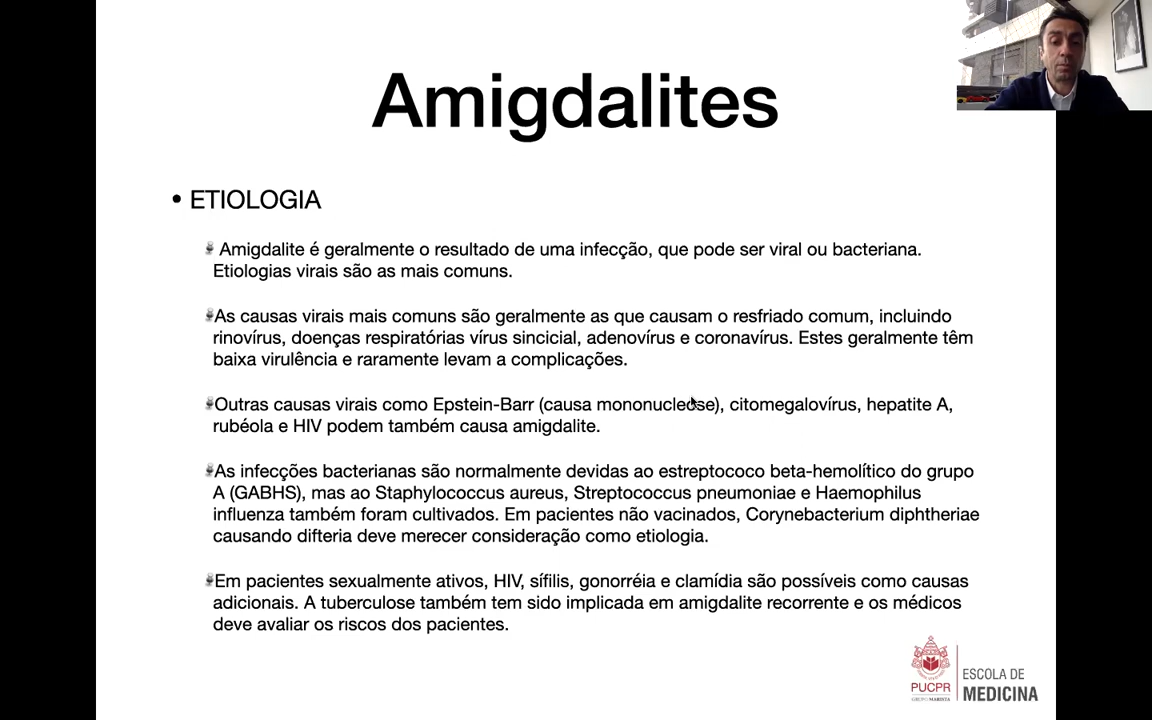 Amigdalites
• ETIOLOGIA
Amigdalite é geralmente o resultado de uma infecção, que pode ser viral ou bacteriana.
Etiologias virais são as mais comuns.
As causas virais mais comuns são geralmente as que causam o resfriado comum, incluindo
rinovírus, doenças respiratórias vírus sincicial, adenovírus e coronavírus. Estes geralmente têm
baixa virulência e raramente levam a complicações.
Outras causas virais como Epstein-Barr (causa mononucleose), citomegalovírus, hepatite A,
rubéola e HIV podem também causa amigdalite.
As infecções bacterianas são normalmente devidas ao estreptococo beta-hemolítico do grupo
A (GABHS), mas ao Staphylococcus aureus, Streptococcus pneumoniae e Haemophilus
influenza também foram cultivados. Em pacientes não vacinados, Corynebacterium diphtheriae
causando difteria deve merecer consideração como etiologia.
Em pacientes sexualmente ativos, HIV, sífilis, gonorréia e clamídia são possíveis como causas
adicionais. A tuberculose também tem sido implicada em amigdalite recorrente e os médicos
deve avaliar os riscos dos pacientes.
PUCPR
GRUPO MARISTA
ESCOLA DE
MEDICINA